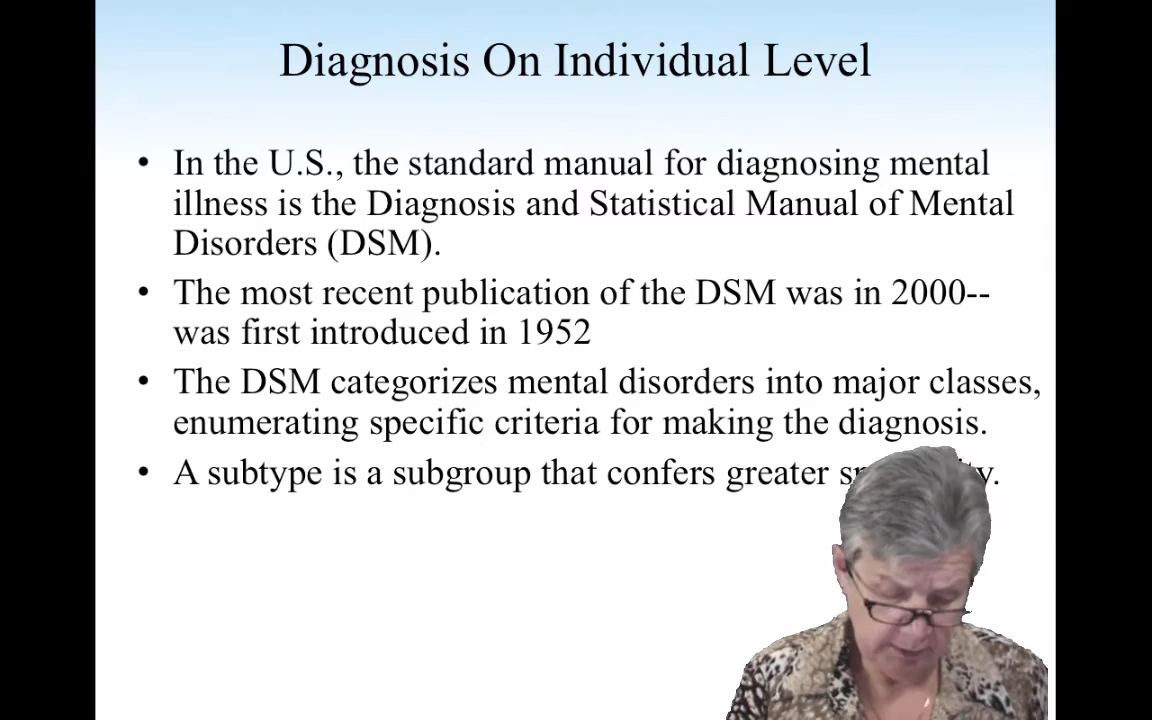 Diagnosis On Individual Level
• In the U.S., the standard manual for diagnosing mental
illness is the Diagnosis and Statistical Manual of Mental
Disorders (DSM).
• The most recent publication of the DSM was in 2000--
was first introduced in 1952
• The DSM categorizes mental disorders into major classes,
enumerating specific criteria for making the diagnosis.
• A subtype is a subgroup that confers greater